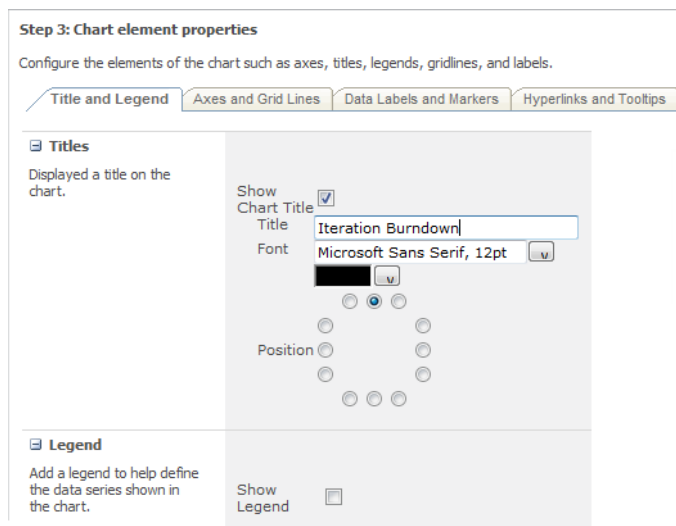 Step 3: Chart element properties
Configure the elements of the chart such as axes, titles, legends, gridlines, and labels.
Title and Legend Axes and Grid Lines Data Labels and Markers Hyperlinks and Tooltips
Titles
Displayed a title on the
chart.
Show
Chart Title
Title Iteration Burndown
Font Microsoft Sans Serif, 12pt v
v
Position
Legend
Add a legend to help define
the data series shown in
the chart.
Show
Legend